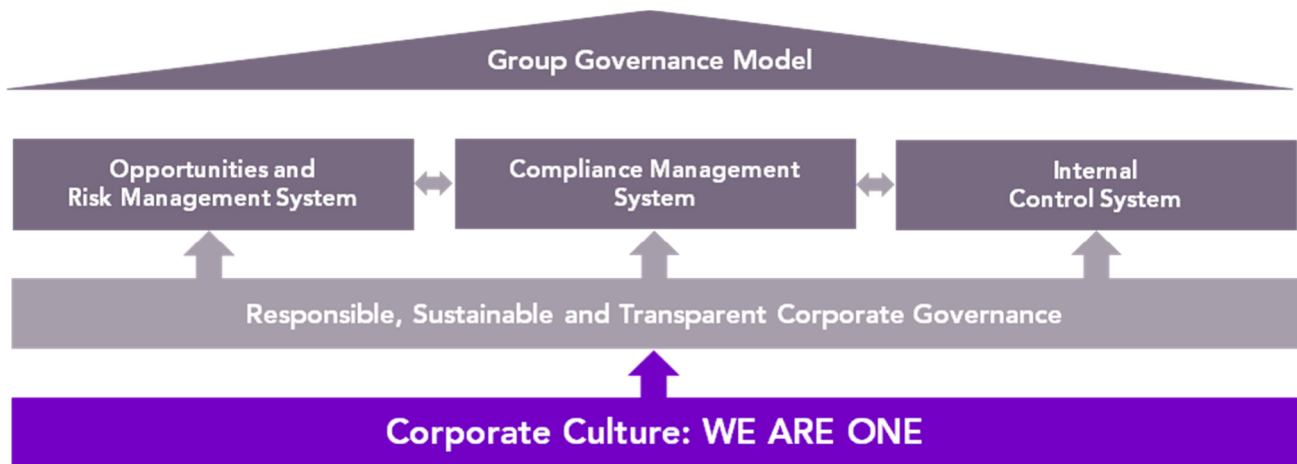 Group Governance Model
Opportunities and
Risk Management System
Compliance Management
System
Internal
Control System
Responsible, Sustainable and Transparent Corporate Governance
Corporate Culture: WE ARE ONE